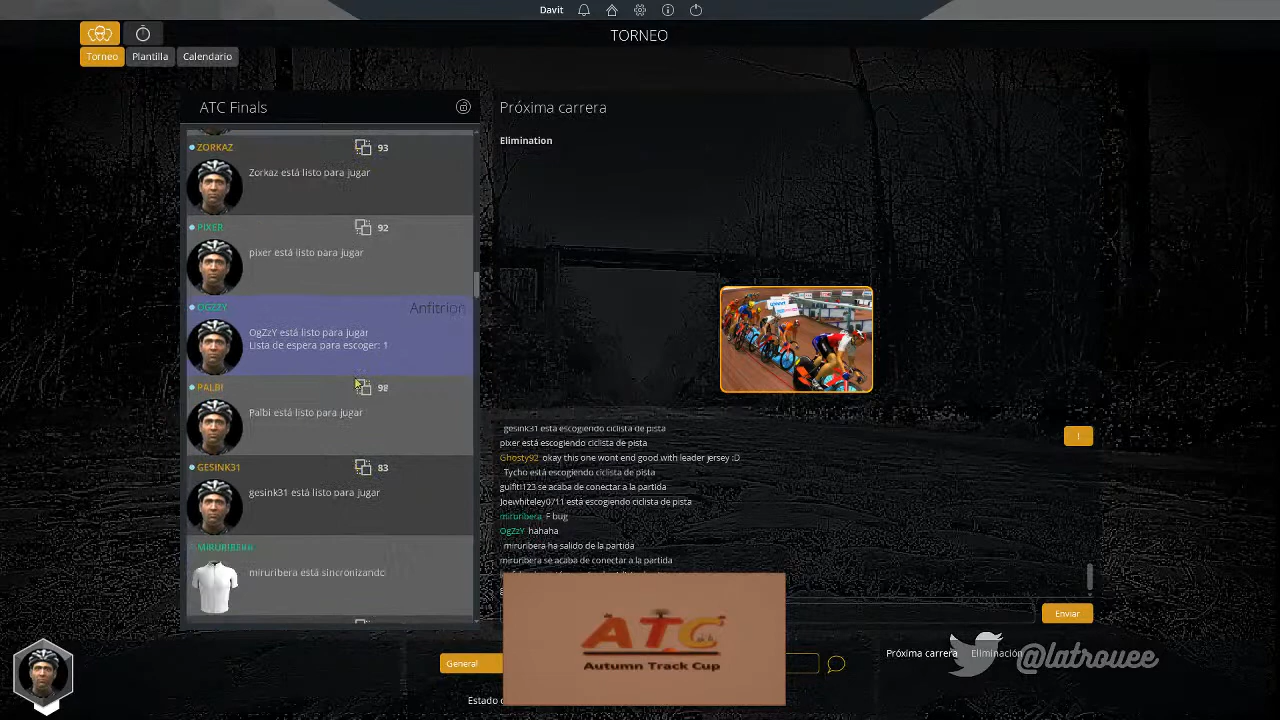 Davit
TORNEO
Torneo
Plantilla
Calendario
ATC Finals
ZORKAZ
93
Zorkaz está listo para jugar
PIXER
92
pixer está listo para jugar
OGZZY
Anfitrion
OgZzY está listo para jugar
Lista de espera para escoger: 1
PALBI
98
Palbi está listo para jugar
GESINK31
83
gesink31 está listo para jugar
MIRURIBERA
miruribera está sincronizando
Próxima carrera
Elimination
gesink31 está escogiendo ciclista de pista
pixer está escogiendo ciclista de pista
Ghosty92 okay this one wont end good with leader jersey :D
Tycho está escogiendo ciclista de pista
gulfitt123 se acaba de conectar a la partida
Joewhiteley0711 está escogiendo ciclista de pista
miruribera F bug
OgZzY hahaha
miruribera ha salido de la partida
miruribera se acaba de conectar a la partida
Enviar
General
ATC
Autumn Track Cup
Próxima carrera
Eliminación
@latrouee
Estado